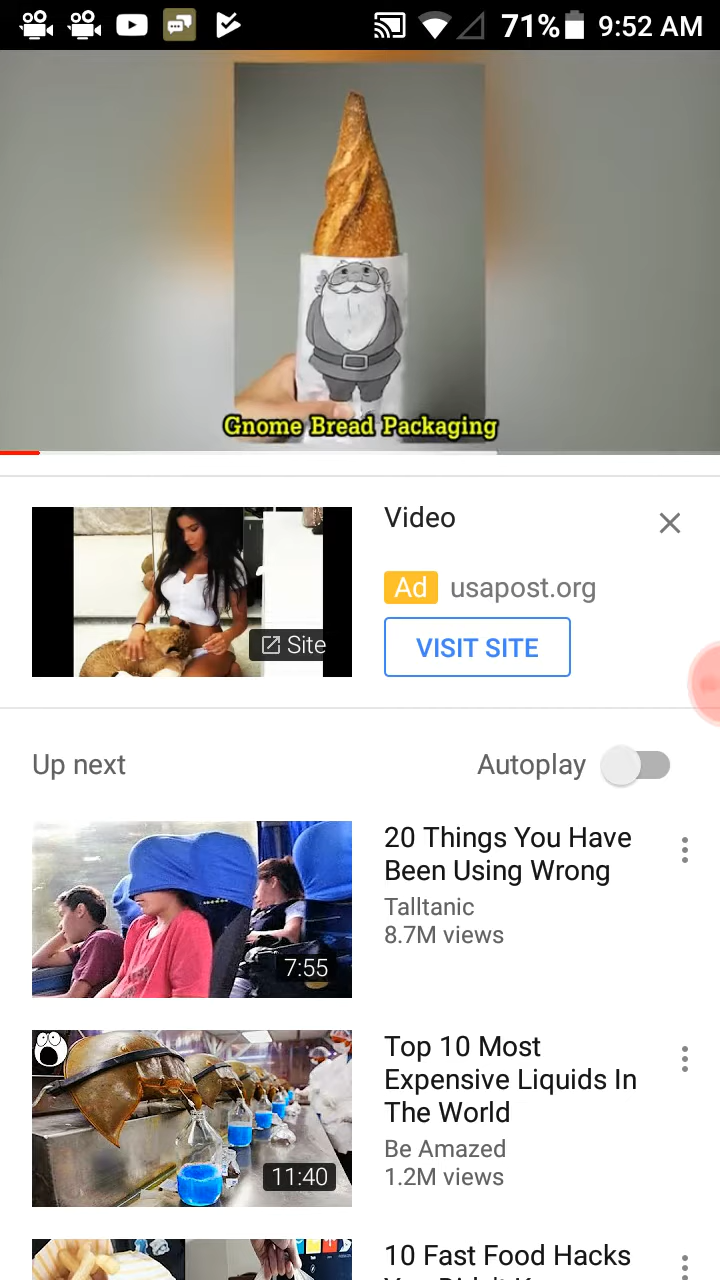 71% 9:52 AM
Gnome Bread Packaging
Video
Ad usapost.org
Site
VISIT SITE
Up next Autoplay
20 Things You Have
Been Using Wrong
Talltanic
8.7M views
7:55
Top 10 Most
Expensive Liquids In
The World
Be Amazed
1.2M views
11:40
10 Fast Food Hacks